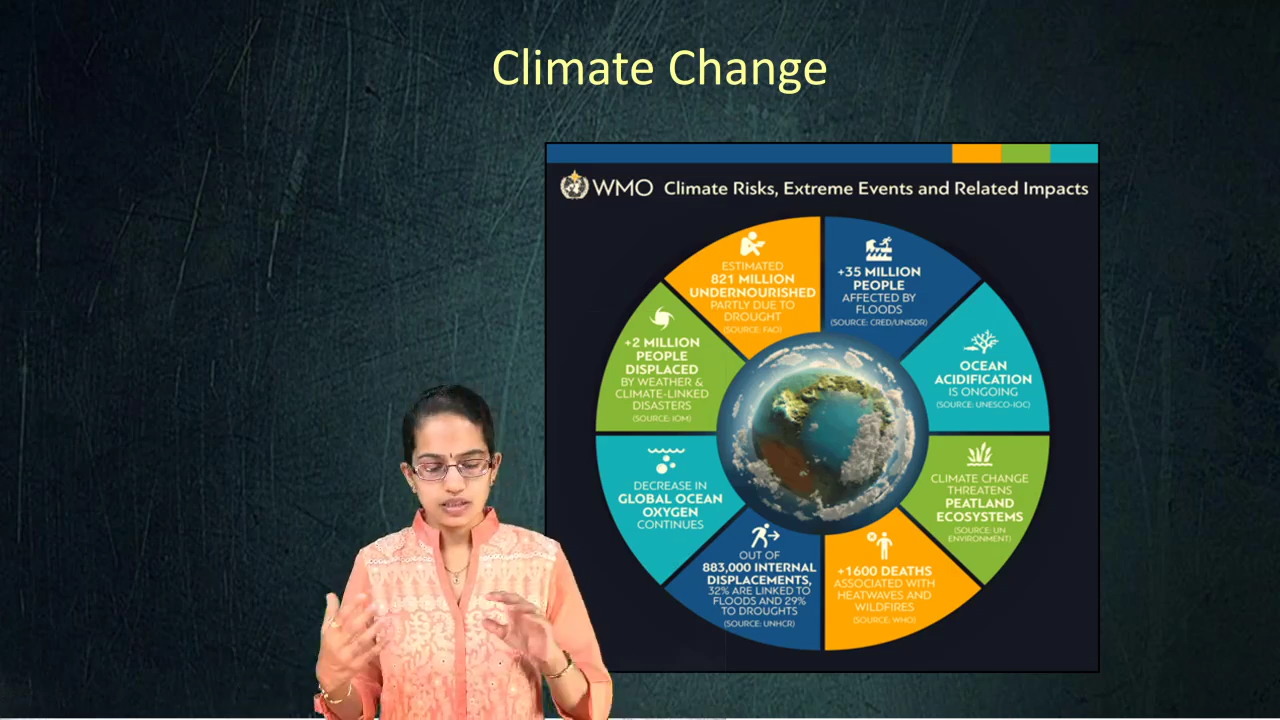 Climate Change
WMO Climate Risks, Extreme Events and Related Impacts
ESTIMATED
821 MILLION
UNDERNOURISHED
PARTLY DUE TO
DROUGHT
(SOURCE: FAO)
+35 MILLION
PEOPLE
AFFECTED BY
FLOODS
(SOURCE: CRED/UNISDR)
OCEAN
ACIDIFICATION
IS ONGOING
(SOURCE: UNESCO-IOC)
CLIMATE CHANGE
THREATENS
PEATLAND
ECOSYSTEMS
(SOURCE: UN
ENVIRONMENT)
+1600 DEATHS
ASSOCIATED WITH
HEATWAVES AND
WILDFIRES
(SOURCE: WHO)
OUT OF
883,000 INTERNAL
DISPLACEMENTS,
32% ARE LINKED TO
FLOODS AND 29%
TO DROUGHTS
(SOURCE: UNHCR)
DECREASE IN
GLOBAL OCEAN
OXYGEN
CONTINUES
+2 MILLION
PEOPLE
DISPLACED
BY WEATHER &
CLIMATE-LINKED
DISASTERS
(SOURCE: IOM)